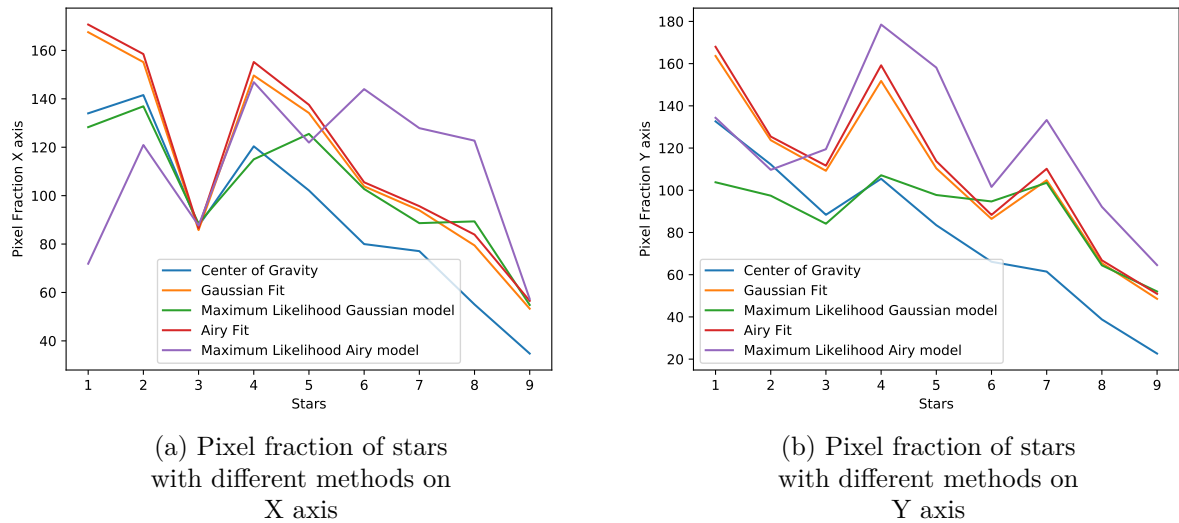 160
140
120
100
80
60
40
Pixel Fraction X axis
Center of Gravity
Gaussian Fit
Maximum Likelihood Gaussian model
Airy Fit
Maximum Likelihood Airy model
1 2 3 4 5 6 7 8 9
Stars
(a) Pixel fraction of stars
with different methods on
X axis
180
160
140
120
100
80
60
40
20
Pixel Fraction Y axis
Center of Gravity
Gaussian Fit
Maximum Likelihood Gaussian model
Airy Fit
Maximum Likelihood Airy model
1 2 3 4 5 6 7 8 9
Stars
(b) Pixel fraction of stars
with different methods on
Y axis